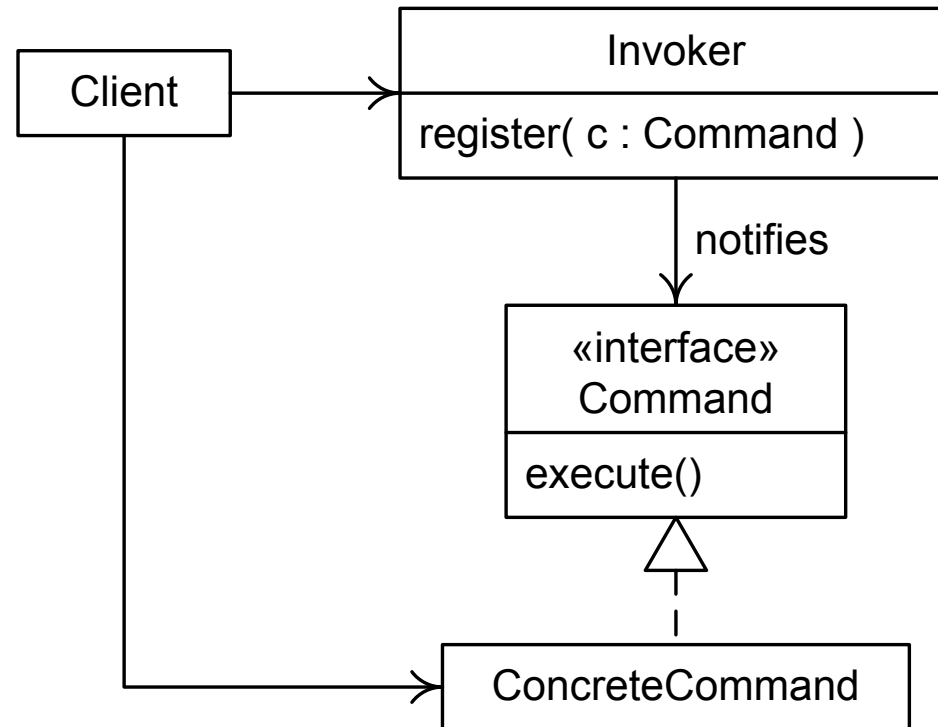 Client
Invoker
register( c : Command )
notifies
«interface»
Command
execute()
ConcreteCommand